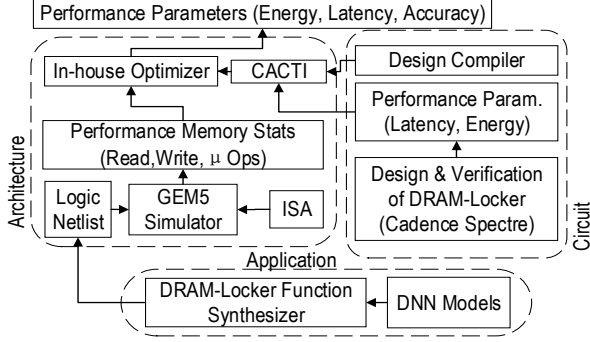 Performance Parameters (Energy, Latency, Accuracy)
In-house Optimizer
CACTI
Design Compiler
Performance Param.
(Latency, Energy)
Performance Memory Stats
(Read,Write, μ Ops)
Design & Verification
of DRAM-Locker
(Cadence Spectre)
Logic
Netlist
GEM5
Simulator
ISA
Architecture
Circuit
Application
DRAM-Locker Function
Synthesizer
DNN Models